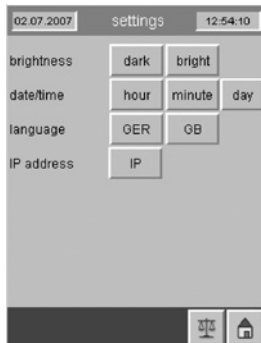 02.07.2007 settings 12:54:10
brightness dark bright
date/time hour minute day
language GER GB
IP address IP